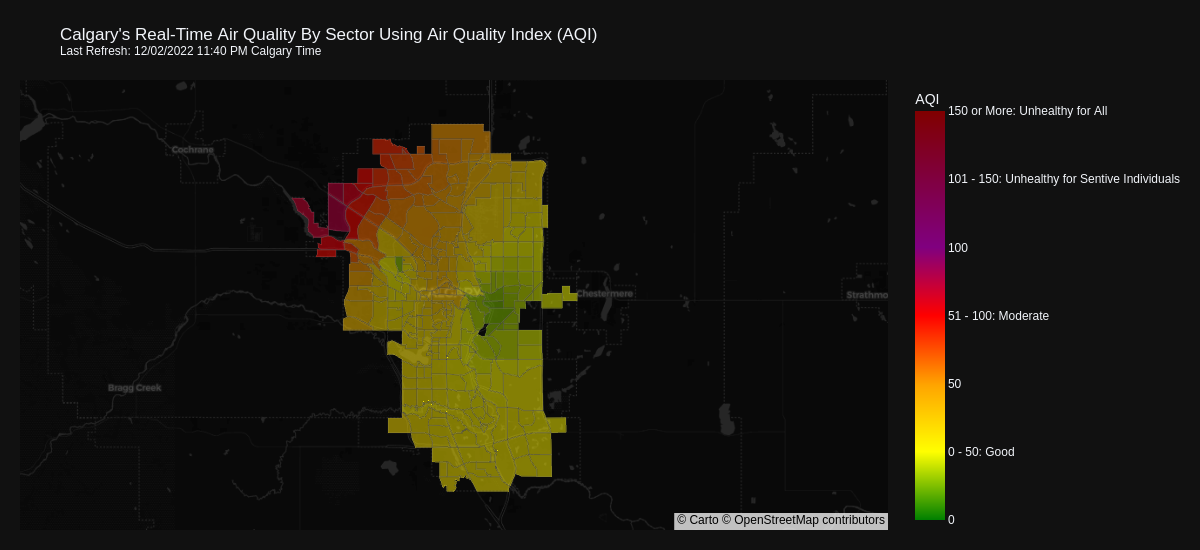 Calgary's Real-Time Air Quality By Sector Using Air Quality Index (AQI)
Last Refresh: 12/02/2022 11:40 PM Calgary Time
AQI
150 or More: Unhealthy for All
Cochrane
101 - 150: Unhealthy for Sentive Individuals
100
Chestermere
Strathmo
51 - 100: Moderate
50
Bragg Creek
0 - 50: Good
0
© Carto © OpenStreetMap contributors